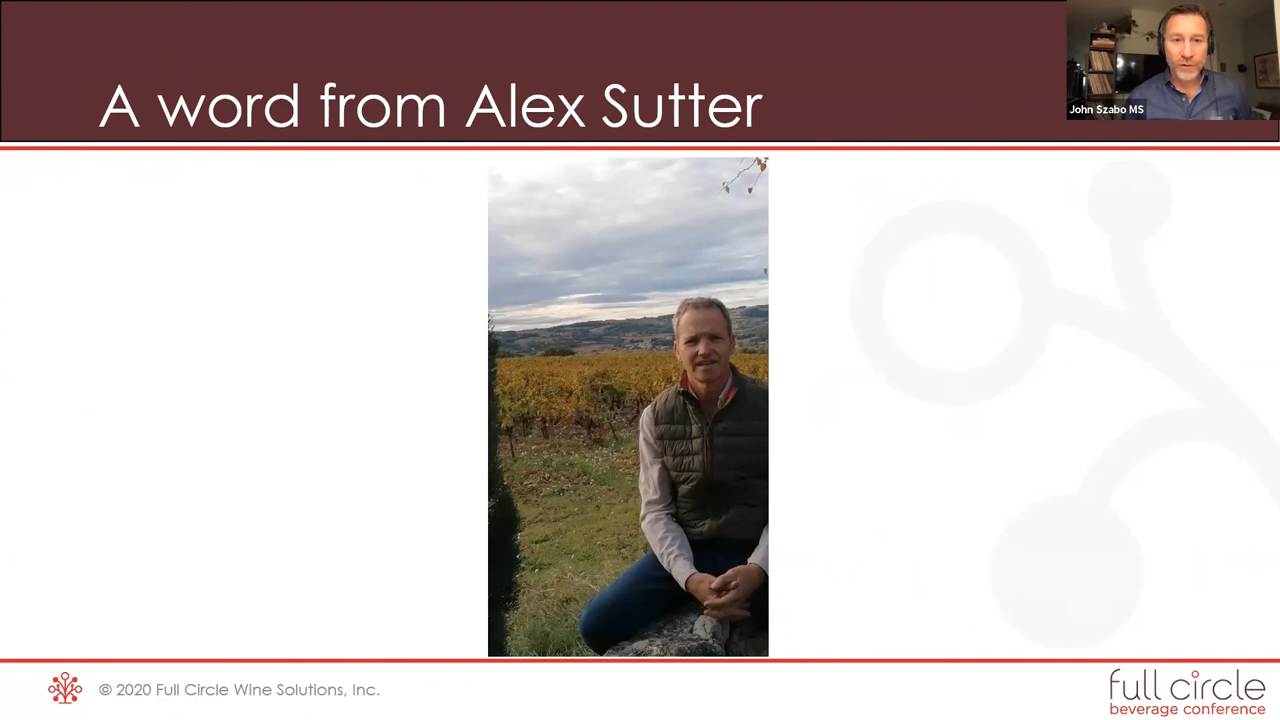 A word from Alex Sutter
John Szabo MS
© 2020 Full Circle Wine Solutions, Inc.
full circle
beverage conference